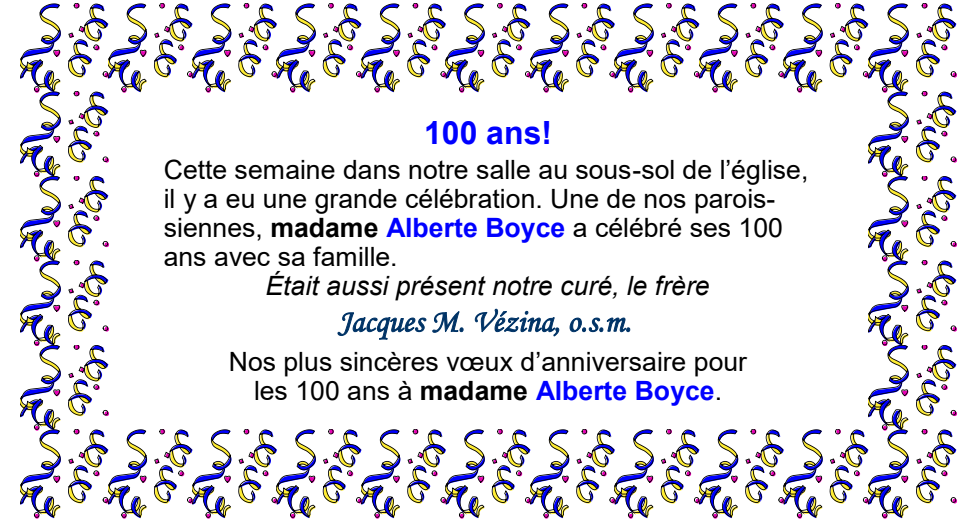 100 ans!
Cette semaine dans notre salle au sous-sol de l’église,
il y a eu une grande célébration. Une de nos parois-
siennes, madame Alberte Boyce a célébré ses 100
ans avec sa famille.
Était aussi présent notre curé, le frère
Jacques M. Vézina, o.s.m.
Nos plus sincères vœux d’anniversaire pour
les 100 ans à madame Alberte Boyce.